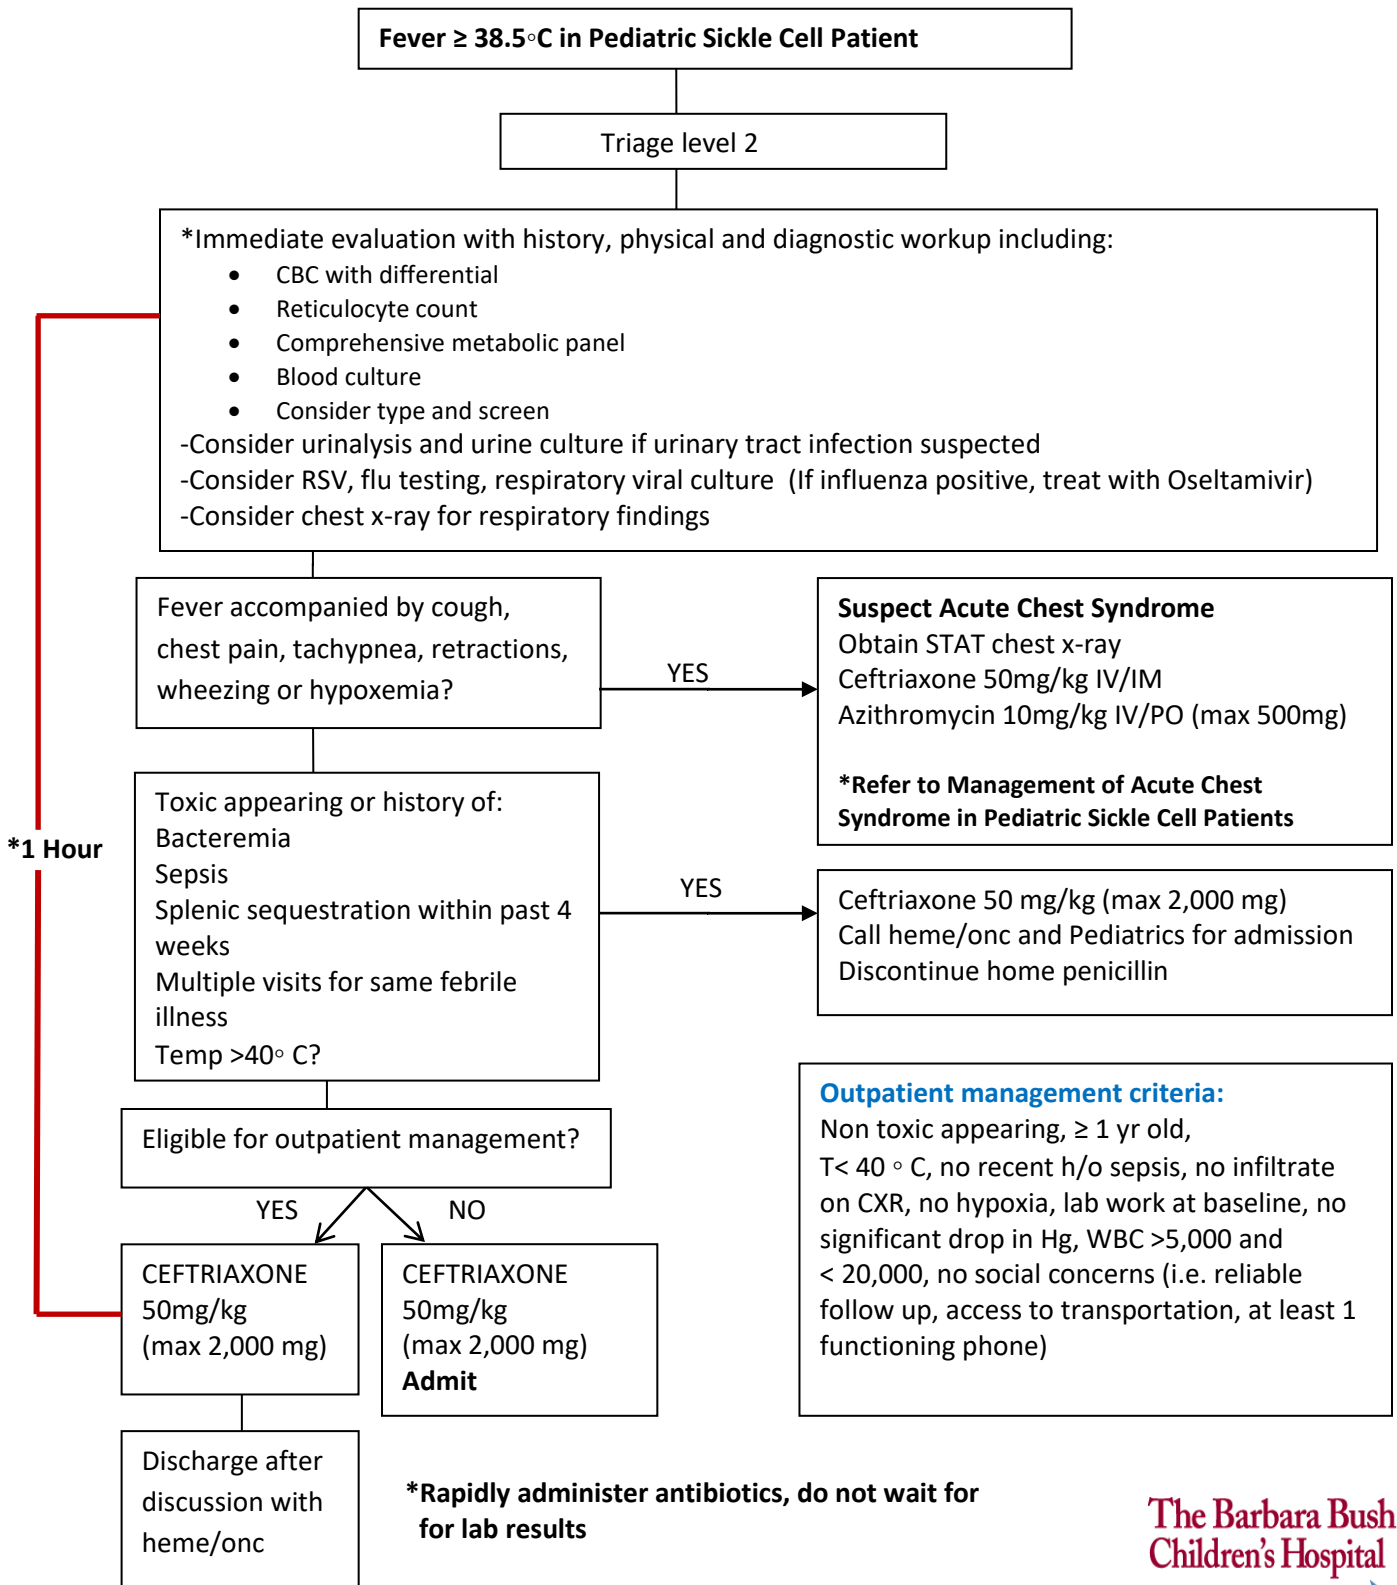 Fever ≥ 38.5◦C in Pediatric Sickle Cell Patient
Triage level 2
*Immediate evaluation with history, physical and diagnostic workup including:
• CBC with differential
• Reticulocyte count
• Comprehensive metabolic panel
• Blood culture
• Consider type and screen
-Consider urinalysis and urine culture if urinary tract infection suspected
-Consider RSV, flu testing, respiratory viral culture (If influenza positive, treat with Oseltamivir)
-Consider chest x-ray for respiratory findings
Fever accompanied by cough,
chest pain, tachypnea, retractions,
wheezing or hypoxemia?
YES
Suspect Acute Chest Syndrome
Obtain STAT chest x-ray
Ceftriaxone 50mg/kg IV/IM
Azithromycin 10mg/kg IV/PO (max 500mg)
*Refer to Management of Acute Chest
Syndrome in Pediatric Sickle Cell Patients
*1 Hour
Toxic appearing or history of:
Bacteremia
Sepsis
Splenic sequestration within past 4
weeks
Multiple visits for same febrile
illness
Temp >40◦ C?
YES
Ceftriaxone 50 mg/kg (max 2,000 mg)
Call heme/onc and Pediatrics for admission
Discontinue home penicillin
Eligible for outpatient management?
YES
NO
CEFTRIAXONE
50mg/kg
(max 2,000 mg)
CEFTRIAXONE
50mg/kg
(max 2,000 mg)
Admit
Outpatient management criteria:
Non toxic appearing, ≥ 1 yr old,
T< 40 ◦ C, no recent h/o sepsis, no infiltrate
on CXR, no hypoxia, lab work at baseline, no
significant drop in Hg, WBC >5,000 and
< 20,000, no social concerns (i.e. reliable
follow up, access to transportation, at least 1
functioning phone)
Discharge after
discussion with
heme/onc
*Rapidly administer antibiotics, do not wait for
for lab results
The Barbara Bush
Children's Hospital